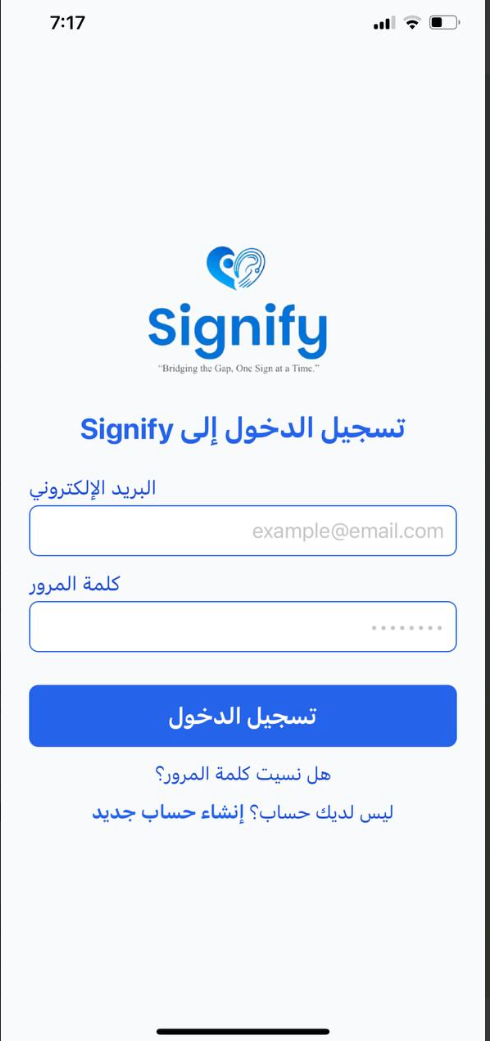 7:17
Signify
“Bridging the Gap, One Sign at a Time.”
تسجيل الدخول إلى Signify
البريد الإلكتروني
example@email.com
كلمة المرور
تسجيل الدخول
هل نسيت كلمة المرور؟
ليس لديك حساب؟ إنشاء حساب جديد